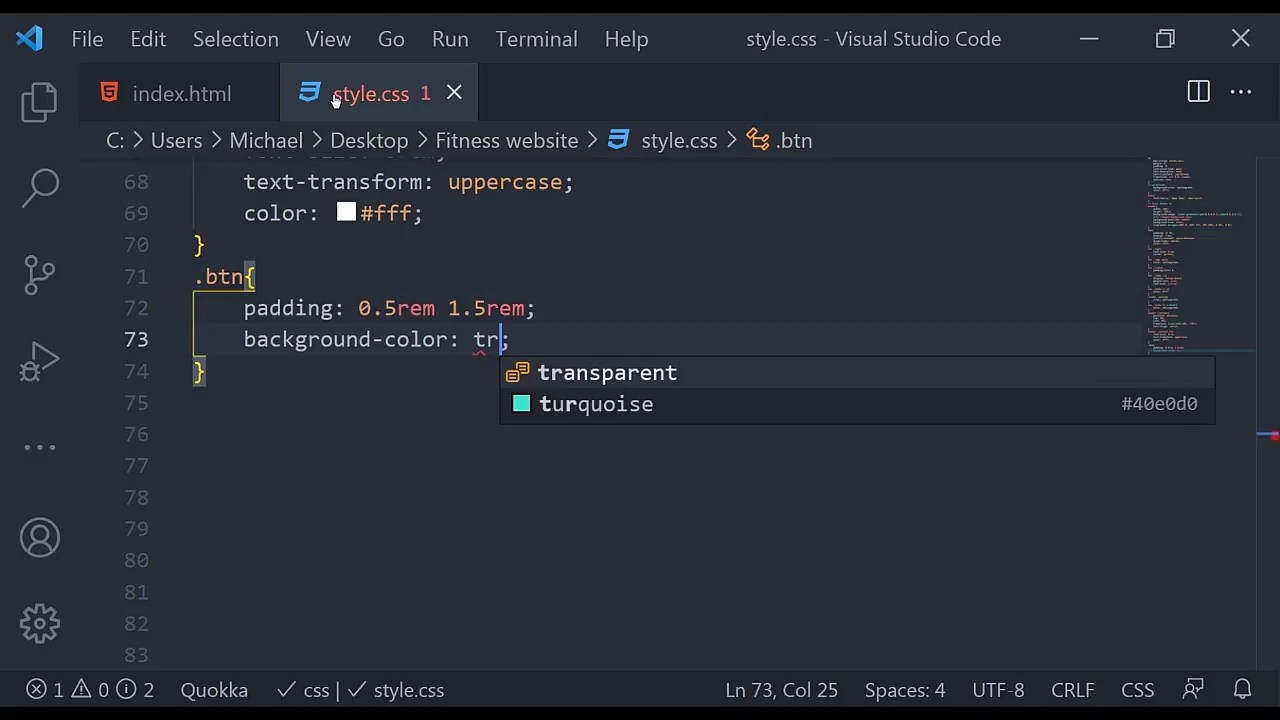 File Edit Selection View Go Run Terminal Help style.css - Visual Studio Code
index.html style.css 1
C: > Users > Michael > Desktop > Fitness website > style.css > .btn
68 text-transform: uppercase;
69 color: #fff;
70 }
71 .btn{
72 padding: 0.5rem 1.5rem;
73 background-color: tr;
74 }
transparent
75
turquoise #40e0d0
76
77
78
79
80
81
82
83
1 0 2 Quokka css | style.css Ln 73, Col 25 Spaces: 4 UTF-8 CRLF CSS